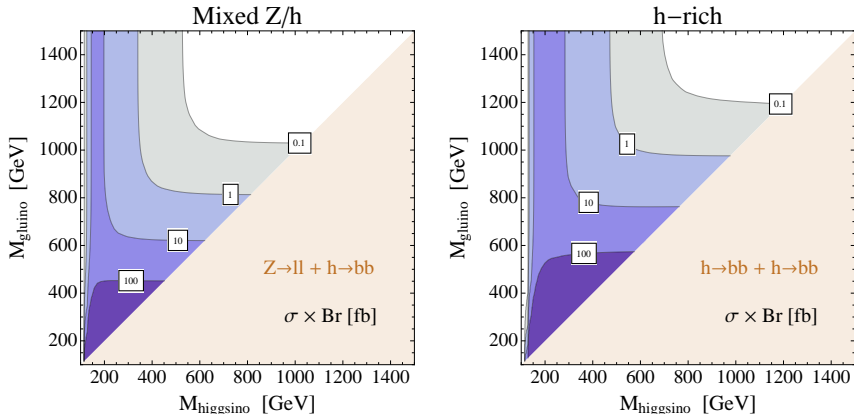 Mixed Z/h
1400
1200
1000
800
600
400
200
M_gluino [GeV]
0.1
1
10
100
Z→ll + h→bb
σ × Br [fb]
200 400 600 800 1000 1200 1400
M_higgsino [GeV]
h−rich
1400
1200
1000
800
600
400
200
M_gluino [GeV]
0.1
1
10
100
h→bb + h→bb
σ × Br [fb]
200 400 600 800 1000 1200 1400
M_higgsino [GeV]